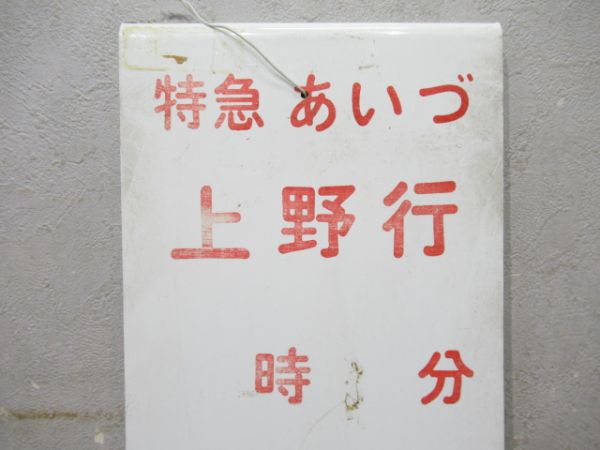 特急 あいづ
上野行
時 分